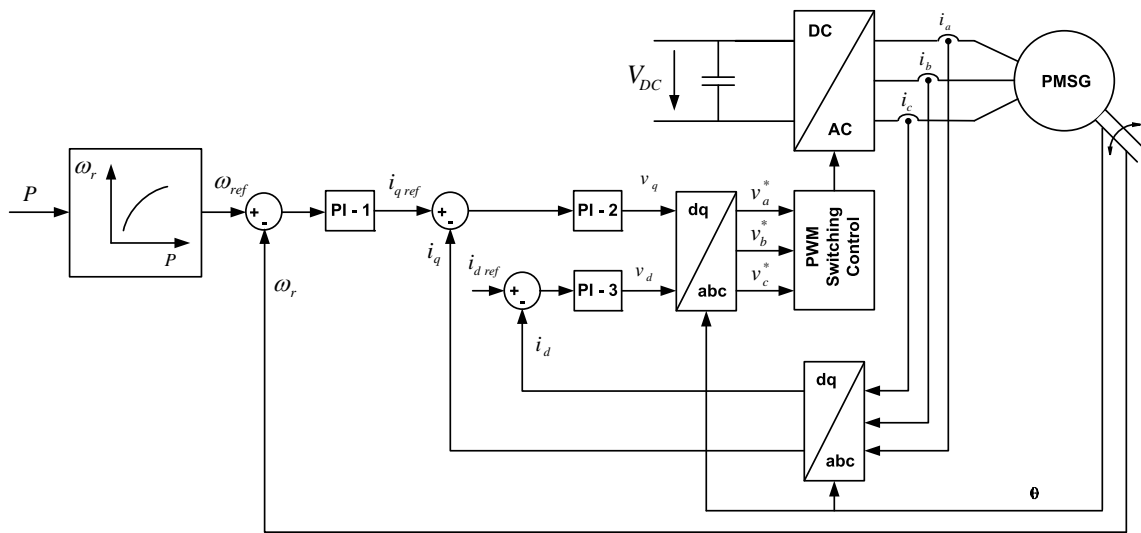 i_a
DC
i_b
V_DC
PMSG
i_c
AC
ω_r
P
ω_ref
i_q ref
v_q
v_a^*
+
-
PI - 1
+
-
PI - 2
dq
v_b^*
PWM
Switching
Control
P
i_q
i_d ref
v_d
v_c^*
ω_r
+
-
PI - 3
abc
i_d
dq
abc
θ